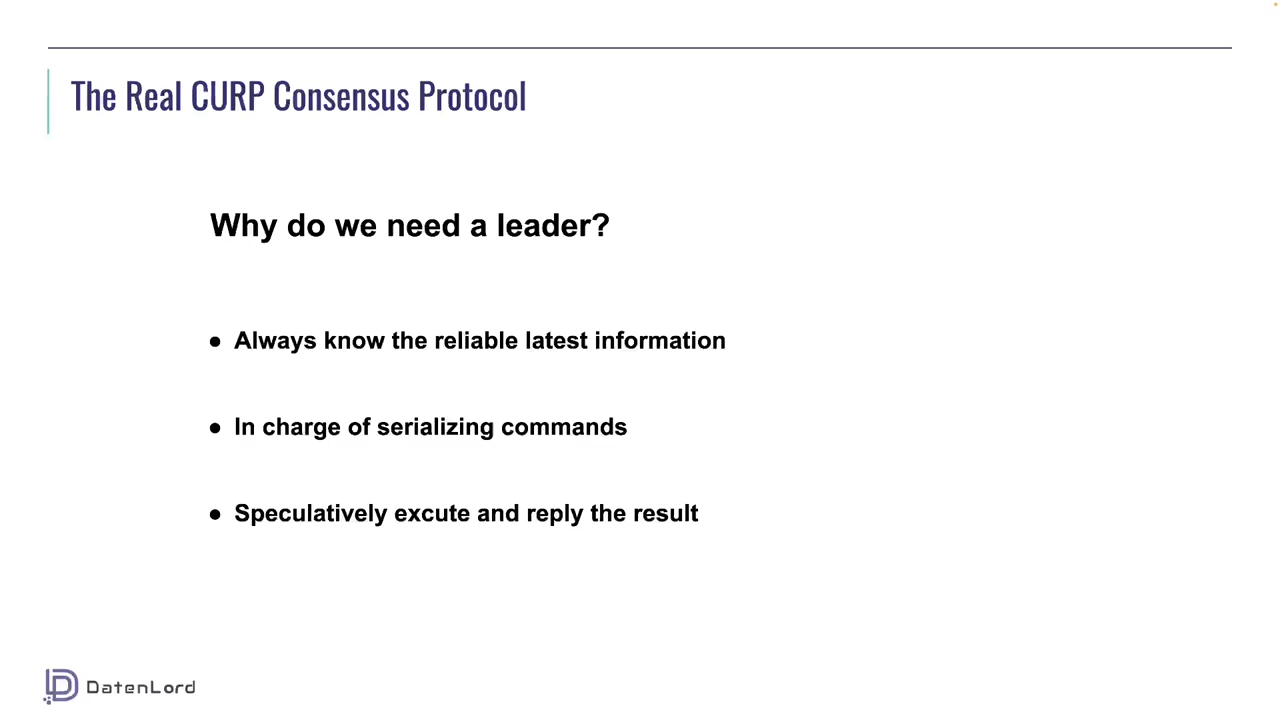 The Real CURP Consensus Protocol
Why do we need a leader?
● Always know the reliable latest information
● In charge of serializing commands
● Speculatively excute and reply the result
DatenLord